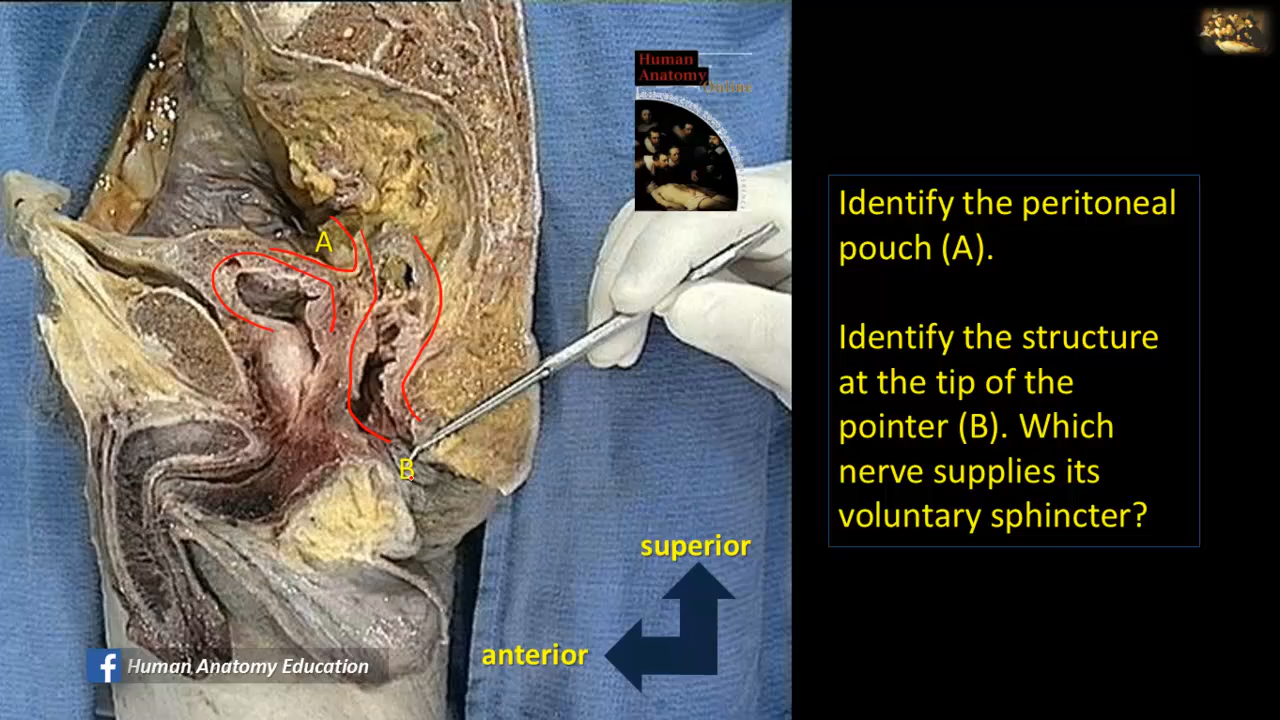 Human
Anatomy
Identify the peritoneal
pouch (A).
Identify the structure
at the tip of the
pointer (B). Which
nerve supplies its
voluntary sphincter?
A
B
superior
anterior
f Human Anatomy Education